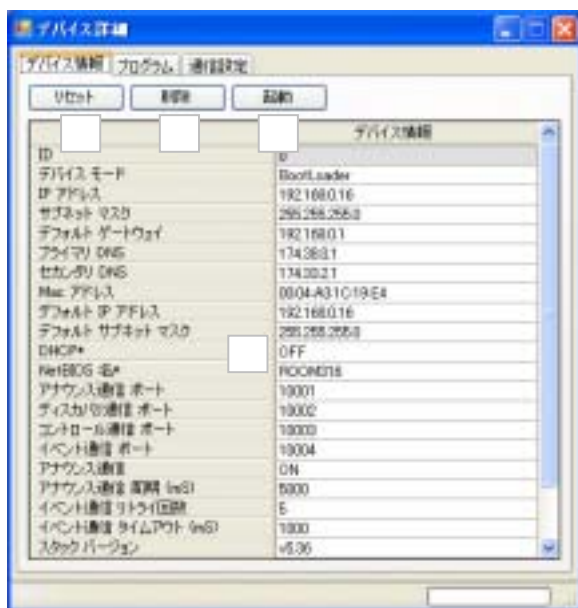 デバイス詳細
デバイス情報 プログラム 通信設定
リセット 削除 起動
デバイス情報
ID 0
デバイス モード BootLoader
IP アドレス 192.168.0.16
サブネット マスク 255.255.255.0
デフォルト ゲートウェイ 192.168.0.1
プライマリ DNS
セカンダリ DNS
Mac アドレス 00-04-A3-1C-19-E4
デフォルト IP アドレス 192.168.0.16
デフォルト サブネット マスク 255.255.255.0
DHCP* OFF
NetBIOS 名* ROOM316
アナウンス通信 ポート 10001
ディスカバリ通信 ポート 10002
コントロール通信 ポート 10003
イベント通信 ポート 10004
アナウンス通信 ON
アナウンス通信 周期 (mS) 5000
イベント通信 リトライ回数 5
イベント通信 タイムアウト (mS) 1000
スタック バージョン v5.36